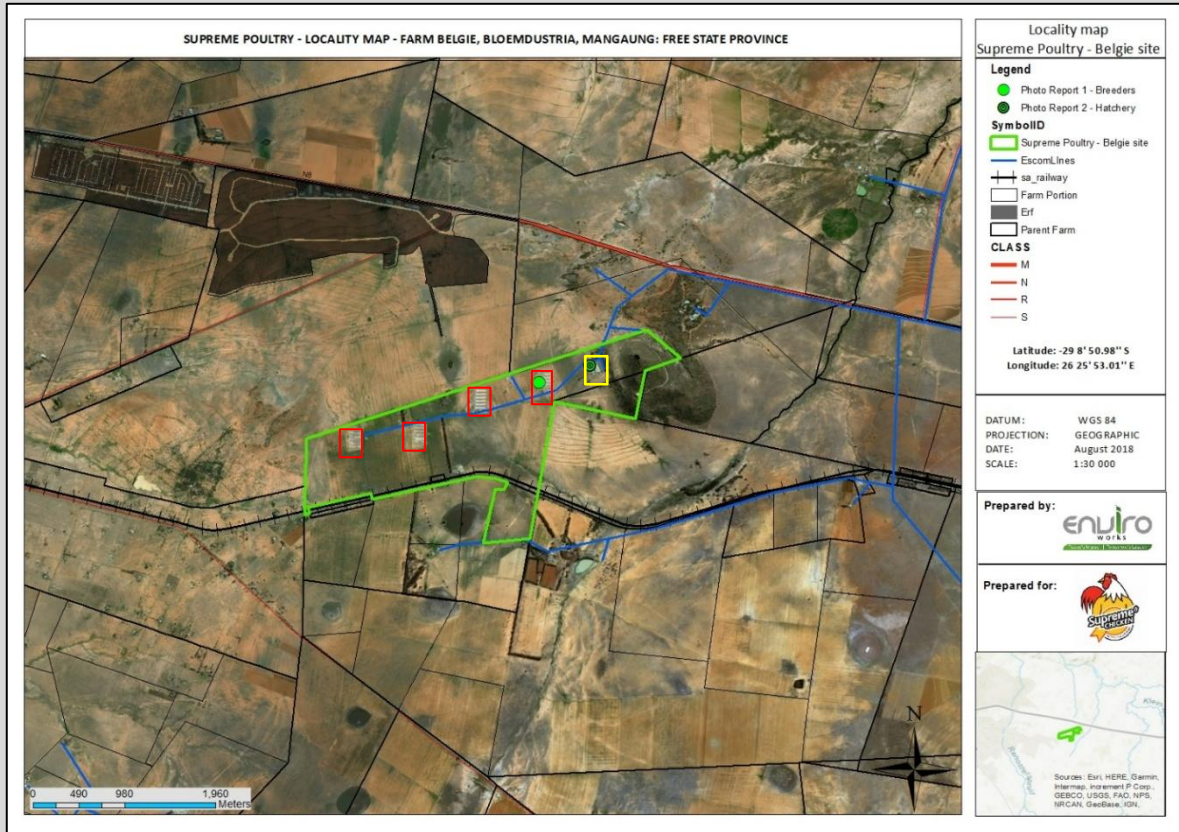 SUPREME POULTRY - LOCALITY MAP - FARM BELGIE, BLOEMDUSTRIA, MANGAUNG: FREE STATE PROVINCE
N8
0 490 980 1,960
Meters
N
Locality map
Supreme Poultry - Belgie site
Legend
Photo Report 1 - Breeders
Photo Report 2 - Hatchery
SymbolID
Supreme Poultry - Belgie site
EscomLInes
sa_railway
Farm Portion
Erf
Parent Farm
CLASS
M
N
R
S
Latitude: -29 8' 50.98'' S
Longitude: 26 25' 53.01'' E
DATUM: WGS 84
PROJECTION: GEOGRAPHIC
DATE: August 2018
SCALE: 1:30 000
Prepared by:
enviro
works
Prepared for:
Supreme
CHICKEN
Sources: Esri, HERE, Garmin,
Intermap, increment P Corp.,
GEBCO, USGS, FAO, NPS,
NRCAN, GeoBase, IGN,